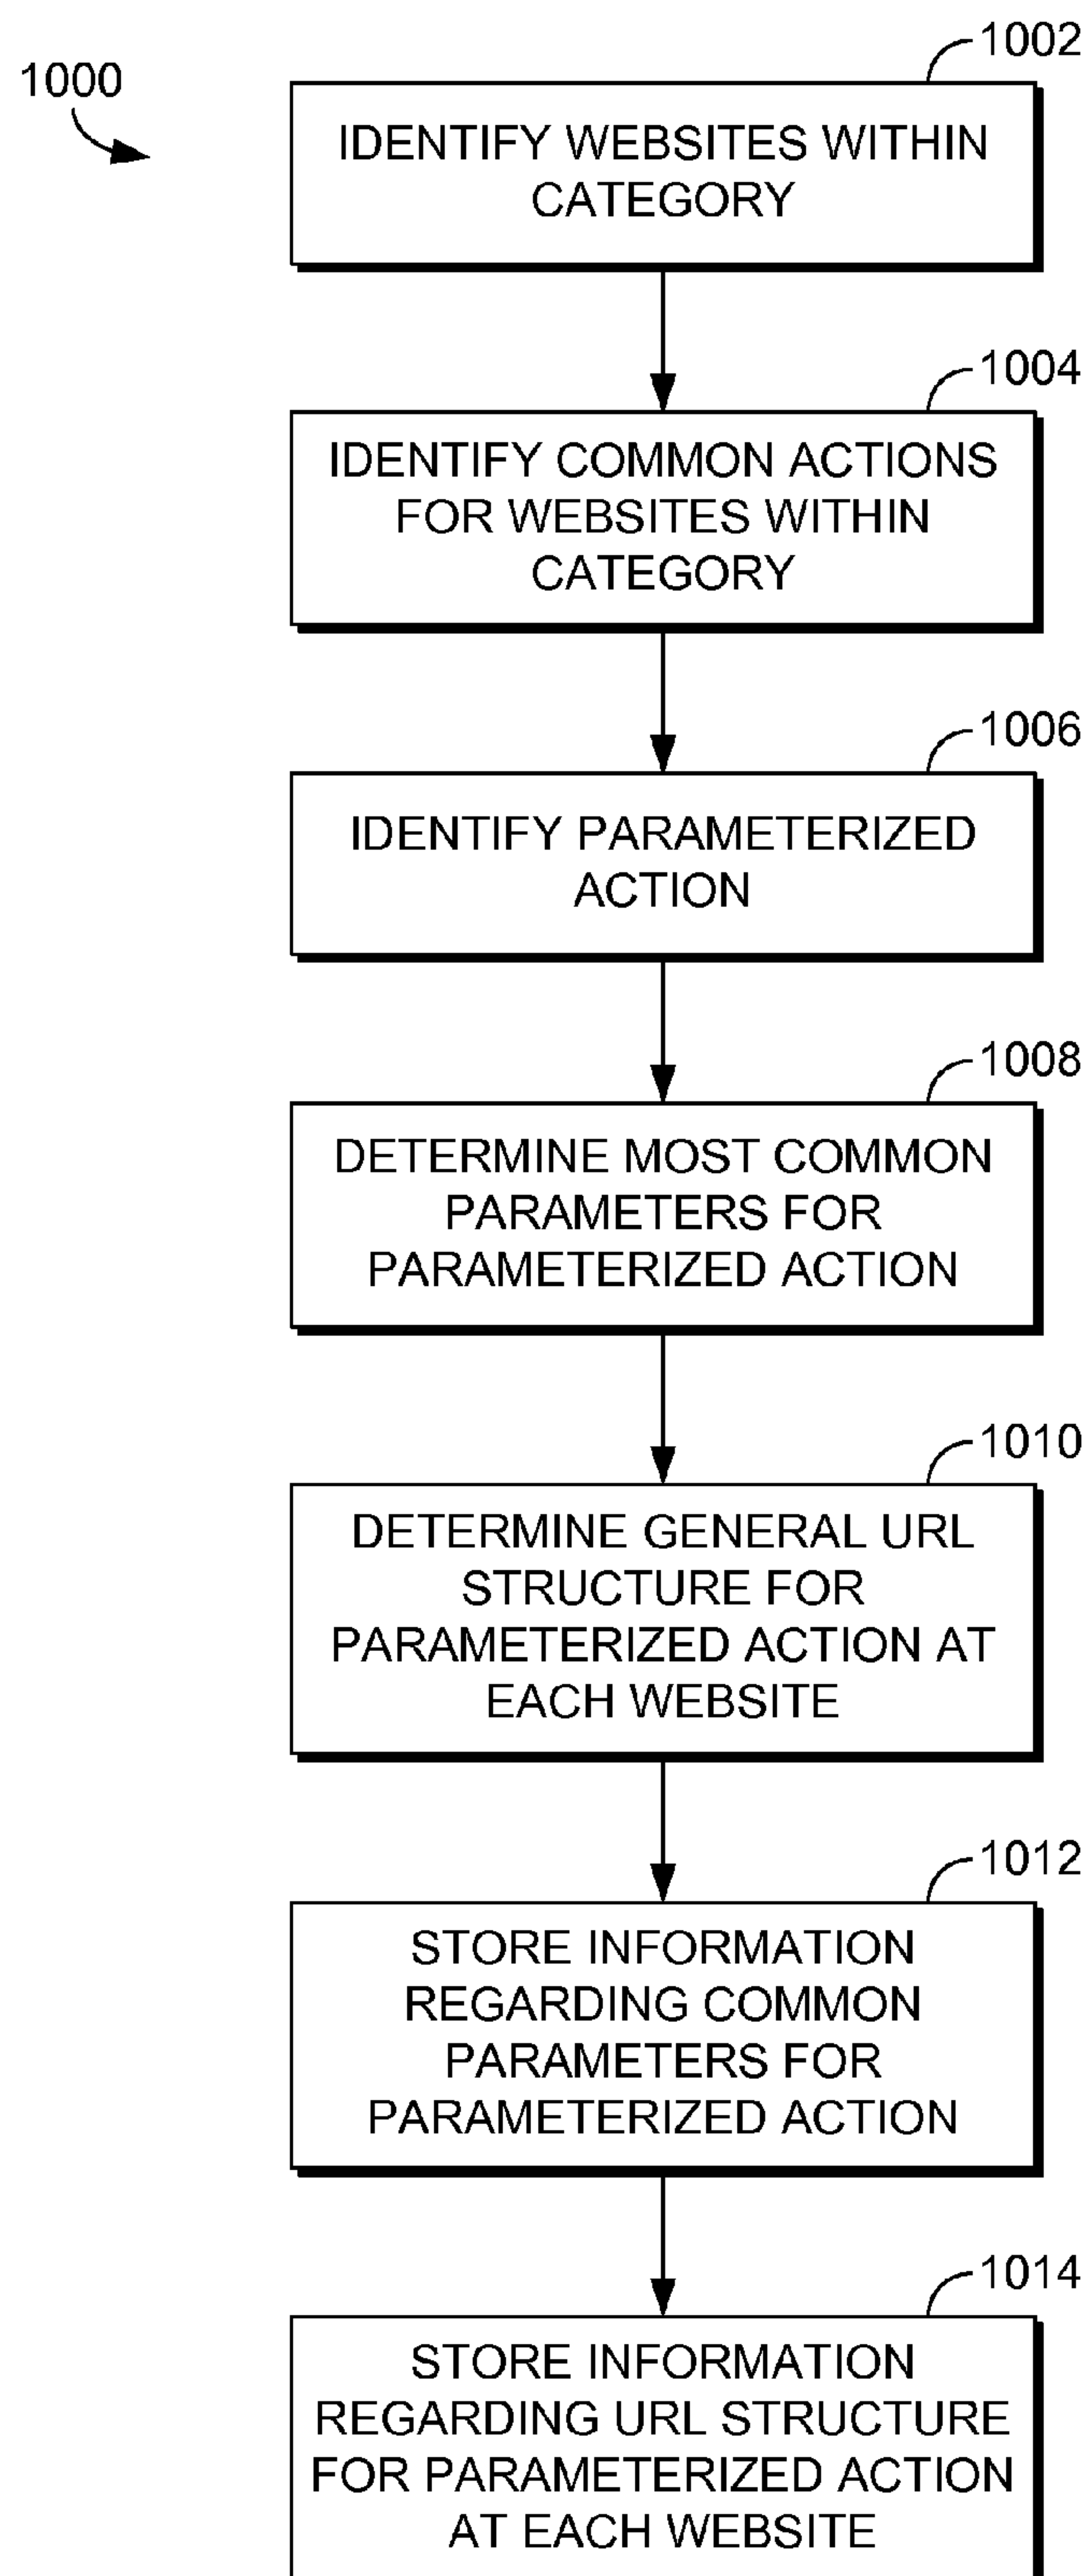 1000
1002
IDENTIFY WEBSITES WITHIN
CATEGORY
1004
IDENTIFY COMMON ACTIONS
FOR WEBSITES WITHIN
CATEGORY
1006
IDENTIFY PARAMETERIZED
ACTION
1008
DETERMINE MOST COMMON
PARAMETERS FOR
PARAMETERIZED ACTION
1010
DETERMINE GENERAL URL
STRUCTURE FOR
PARAMETERIZED ACTION AT
EACH WEBSITE
1012
STORE INFORMATION
REGARDING COMMON
PARAMETERS FOR
PARAMETERIZED ACTION
1014
STORE INFORMATION
REGARDING URL STRUCTURE
FOR PARAMETERIZED ACTION
AT EACH WEBSITE